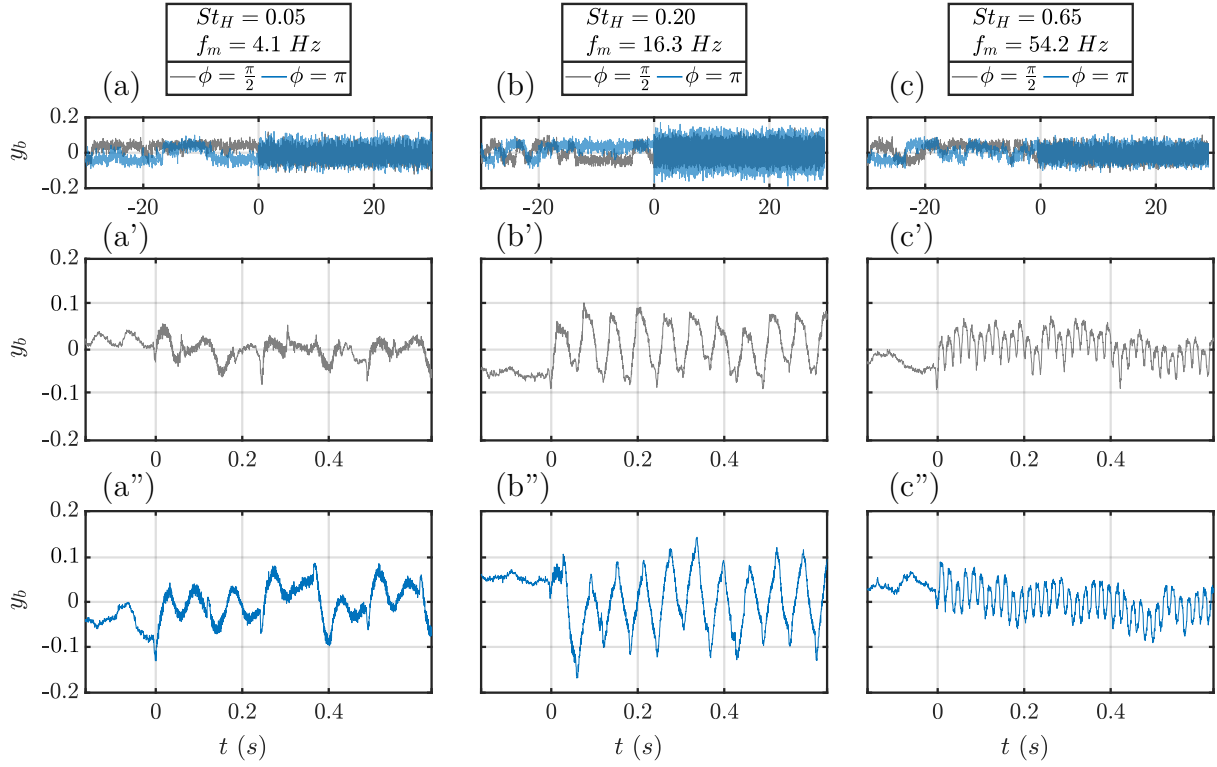 St_H = 0.05
f_m = 4.1 Hz
ϕ = π/2 ϕ = π
St_H = 0.20
f_m = 16.3 Hz
ϕ = π/2 ϕ = π
St_H = 0.65
f_m = 54.2 Hz
ϕ = π/2 ϕ = π
(a) (b) (c)
y_b
0.2
0
-0.2
-20 0 20
-20 0 20
-20 0 20
(a') (b') (c')
y_b
0.2
0.1
0
-0.1
-0.2
0 0.2 0.4
0 0.2 0.4
0 0.2 0.4
(a") (b") (c")
y_b
0.2
0.1
0
-0.1
-0.2
0 0.2 0.4
0 0.2 0.4
0 0.2 0.4
t (s) t (s) t (s)